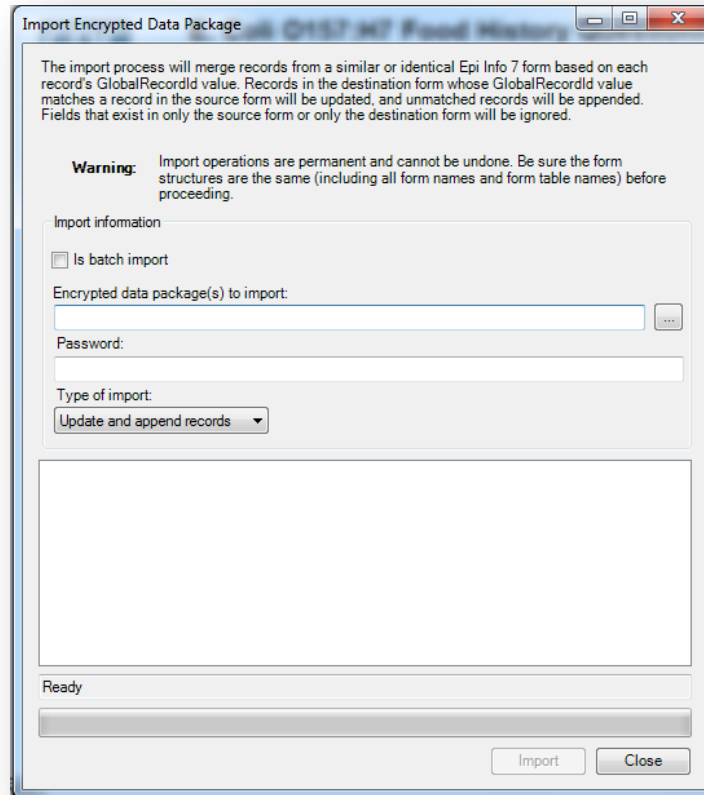 Import Encrypted Data Package
Coli O157:H7 Food History
The import process will merge records from a similar or identical Epi Info 7 form based on each
record's GlobalRecordId value. Records in the destination form whose GlobalRecordId value
matches a record in the source form will be updated, and unmatched records will be appended.
Fields that exist in only the source form or only the destination form will be ignored.
Warning: Import operations are permanent and cannot be undone. Be sure the form
structures are the same (including all form names and form table names) before
proceeding.
Import information
Is batch import
Encrypted data package(s) to import:
...
Password:
Type of import:
Update and append records
Ready
Import Close